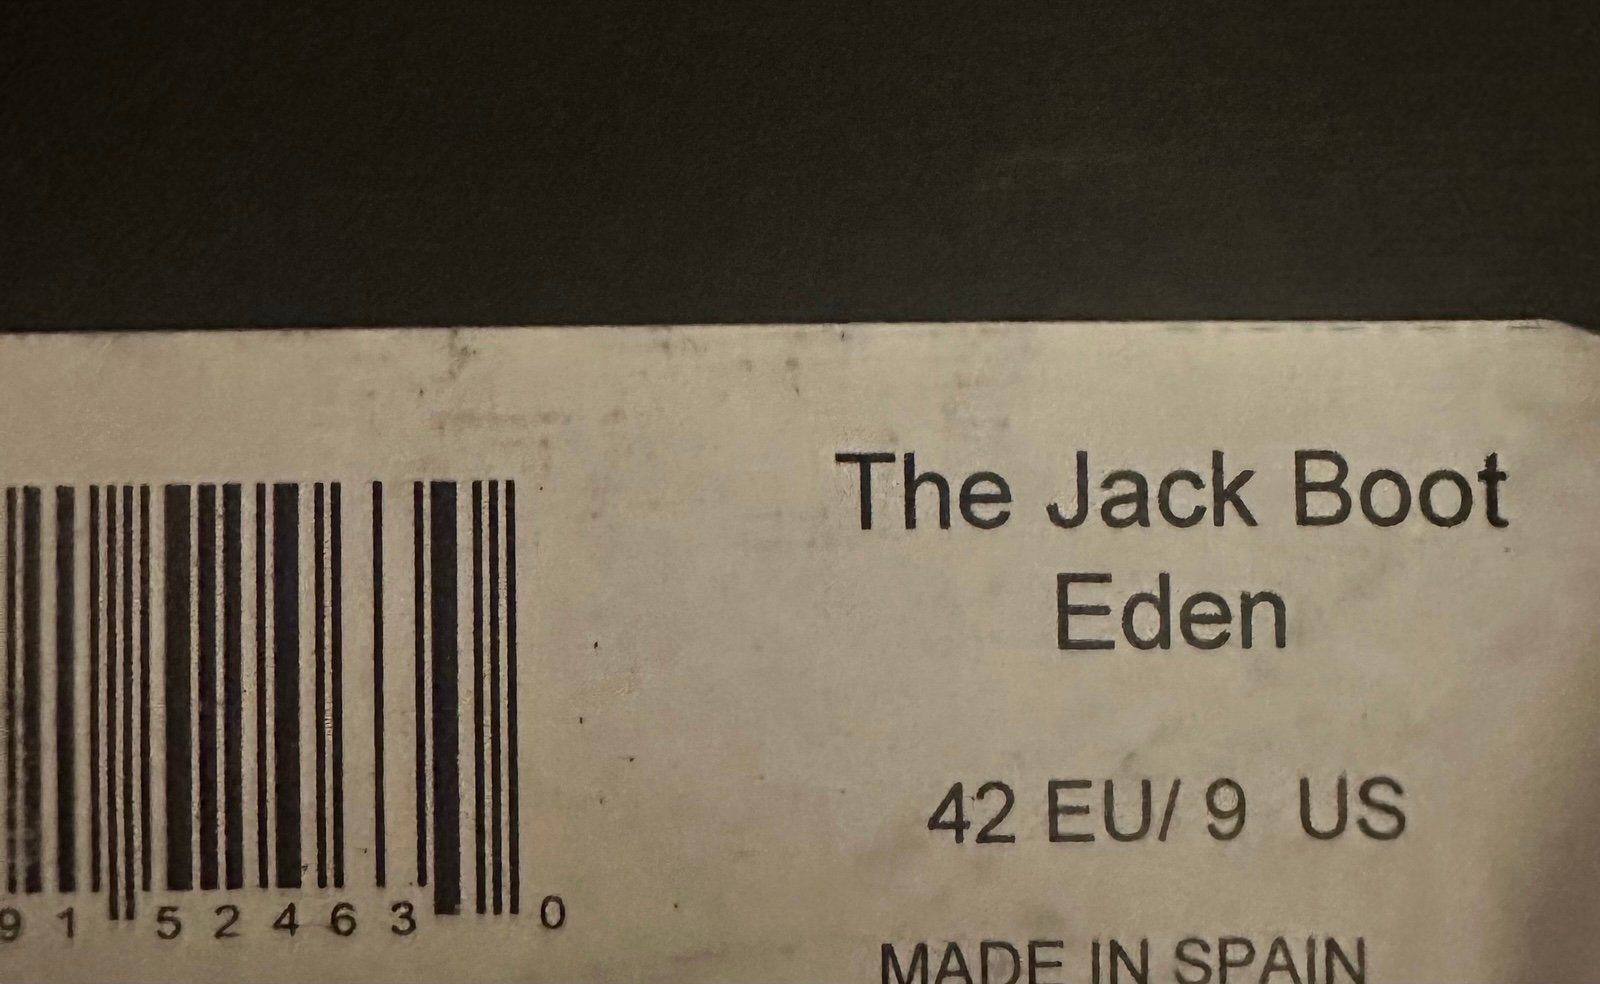 The Jack Boot
Eden
42 EU/ 9 US
91 52463 0
MADE IN SPAIN